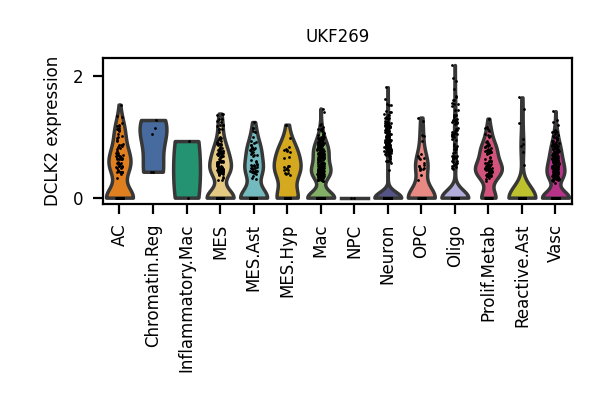 UKF269
DCLK2 expression
2
0
AC
Chromatin.Reg
Inflammatory.Mac
MES
MES.Ast
MES.Hyp
Mac
NPC
Neuron
OPC
Oligo
Prolif.Metab
Reactive.Ast
Vasc